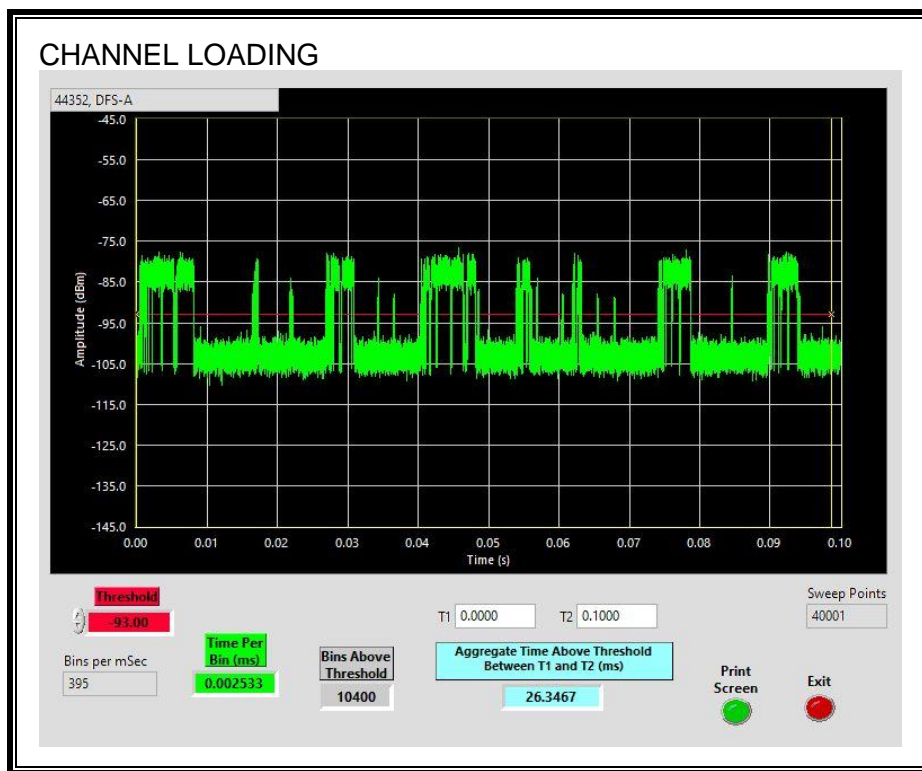 CHANNEL LOADING
44352, DFS-A
-45.0
-55.0
-65.0
-75.0
-85.0
-95.0
-105.0
-115.0
-125.0
-135.0
-145.0
Amplitude (dBm)
0.00 0.01 0.02 0.03 0.04 0.05 0.06 0.07 0.08 0.09 0.10
Time (s)
Threshold
-93.00
Bins per mSec
395
Time Per
Bin (ms)
0.002533
Bins Above
Threshold
10400
T1 0.0000 T2 0.1000
Aggregate Time Above Threshold
Between T1 and T2 (ms)
26.3467
Sweep Points
40001
Print
Screen
Exit